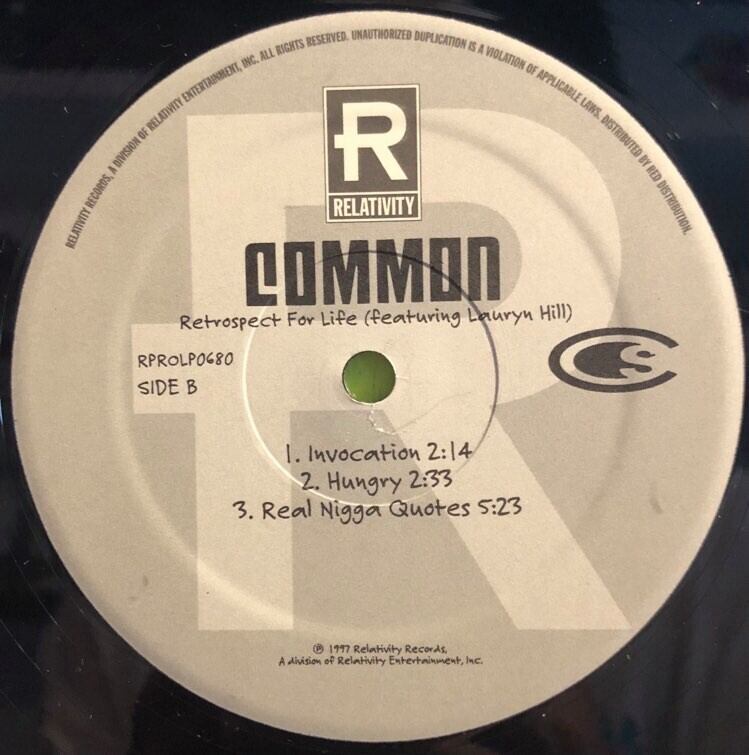 RELATIVITY RECORDS, A DIVISION OF RELATIVITY ENTERTAINMENT, INC. ALL RIGHTS RESERVED. UNAUTHORIZED DUPLICATION IS A VIOLATION OF APPLICABLE LAWS. DISTRIBUTED BY RED DISTRIBUTION.
R
RELATIVITY
COMMON
Retrospect For Life (featuring Lauryn Hill)
RPROLP0680
SIDE B
1. Invocation 2:14
2. Hungry 2:33
3. Real Nigga Quotes 5:23
℗ 1997 Relativity Records,
A division of Relativity Entertainment, Inc.